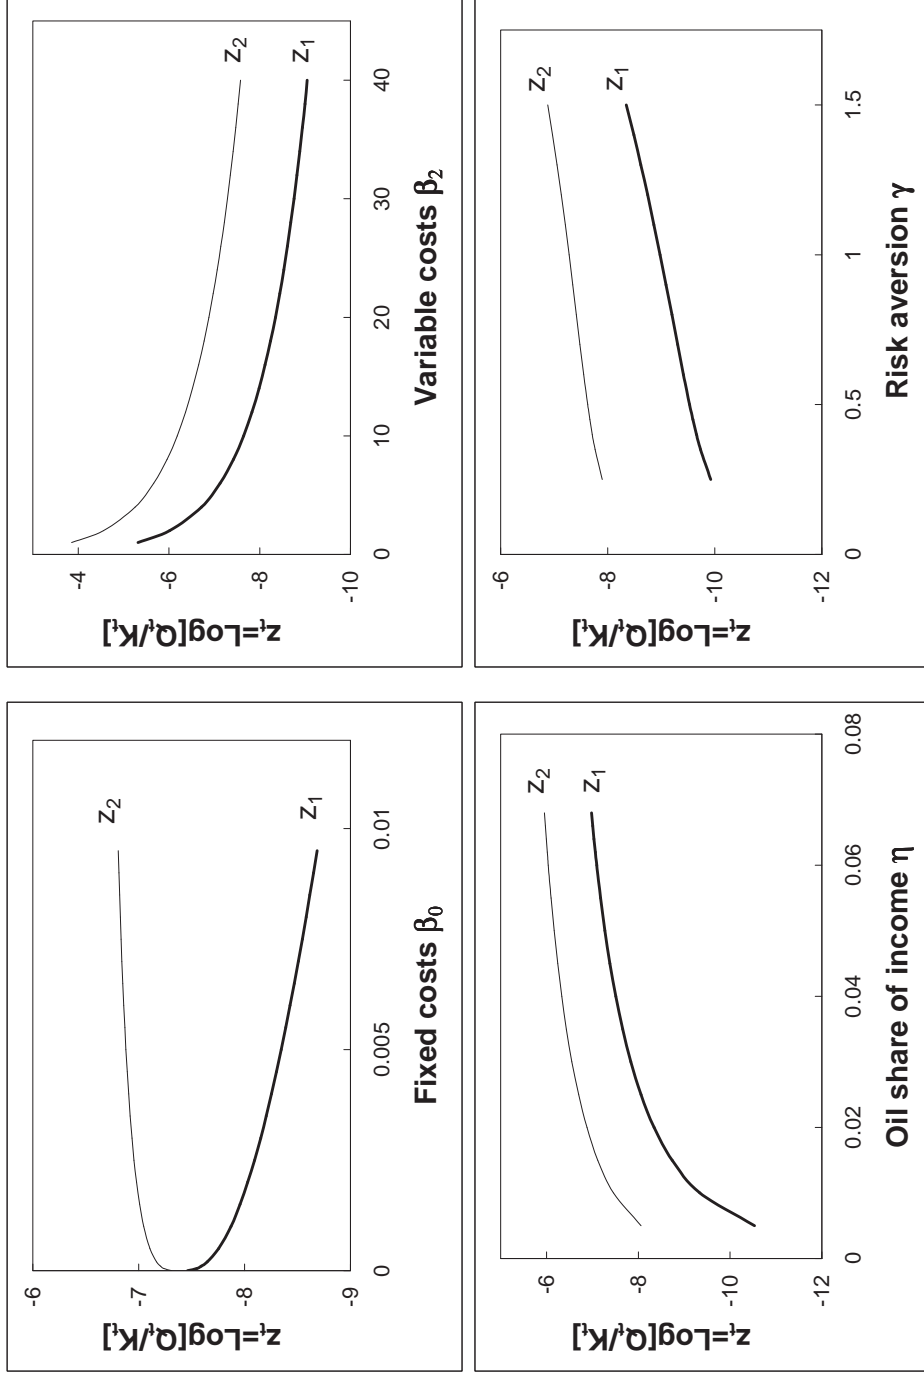 zₜ=Log[Qₜ/Kₜ]
-6
-7
-8
-9
z₂
z₁
0
0.005
0.01
Fixed costs β₀
zₜ=Log[Qₜ/Kₜ]
-4
-6
-8
-10
z₂
z₁
0
10
20
30
40
Variable costs β₂
zₜ=Log[Qₜ/Kₜ]
-6
-8
-10
-12
z₂
z₁
0
0.02
0.04
0.06
0.08
Oil share of income η
zₜ=Log[Qₜ/Kₜ]
-6
-8
-10
-12
z₂
z₁
0
0.5
1
1.5
Risk aversion γ